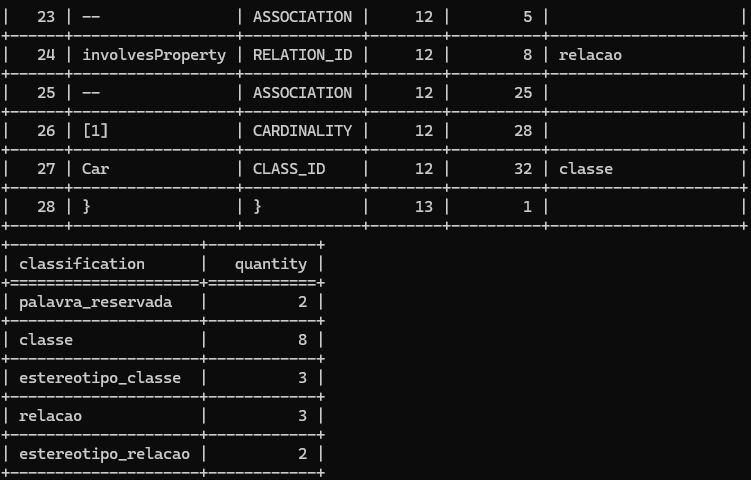 | 23 | -- | ASSOCIATION | 12 | 5 | |
+------+-----------------+-------------+-------+---------+--------------------+
| 24 | involvesProperty | RELATION_ID | 12 | 8 | relacao |
+------+-----------------+-------------+-------+---------+--------------------+
| 25 | -- | ASSOCIATION | 12 | 25 | |
+------+-----------------+-------------+-------+---------+--------------------+
| 26 | [1] | CARDINALITY | 12 | 28 | |
+------+-----------------+-------------+-------+---------+--------------------+
| 27 | Car | CLASS_ID | 12 | 32 | classe |
+------+-----------------+-------------+-------+---------+--------------------+
| 28 | } | } | 13 | 1 | |
+------+-----------------+-------------+-------+---------+--------------------+
+--------------------+------------+
| classification | quantity |
+====================+============+
| palavra_reservada | 2 |
+--------------------+------------+
| classe | 8 |
+--------------------+------------+
| estereotipo_classe | 3 |
+--------------------+------------+
| relacao | 3 |
+--------------------+------------+
| estereotipo_relacao | 2 |
+--------------------+------------+